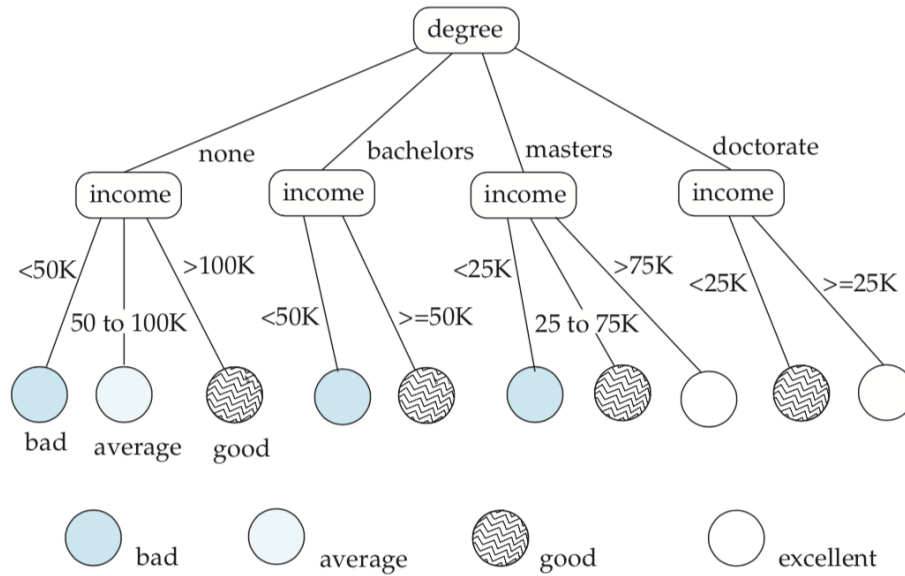 degree
none
bachelors
masters
doctorate
income
income
income
income
<50K
>100K
<25K
>75K
<25K
>=25K
50 to 100K
<50K
>=50K
25 to 75K
bad
average
good
bad
average
good
excellent